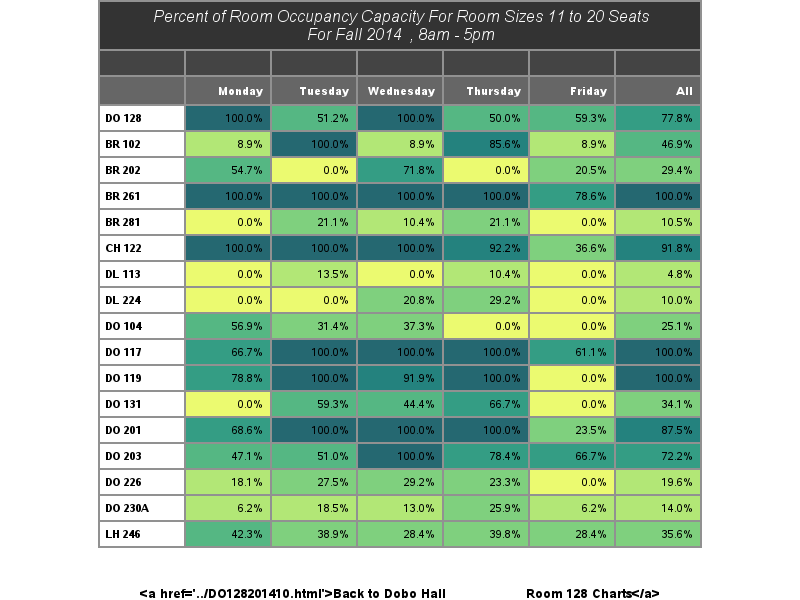 Percent of Room Occupancy Capacity For Room Sizes 11 to 20 Seats
For Fall 2014 , 8am - 5pm
Monday Tuesday Wednesday Thursday Friday All
DO 128 100.0% 51.2% 100.0% 50.0% 59.3% 77.8%
BR 102 8.9% 100.0% 8.9% 85.6% 8.9% 46.9%
BR 202 54.7% 0.0% 71.8% 0.0% 20.5% 29.4%
BR 261 100.0% 100.0% 100.0% 100.0% 78.6% 100.0%
BR 281 0.0% 21.1% 10.4% 21.1% 0.0% 10.5%
CH 122 100.0% 100.0% 100.0% 92.2% 36.6% 91.8%
DL 113 0.0% 13.5% 0.0% 10.4% 0.0% 4.8%
DL 224 0.0% 0.0% 20.8% 29.2% 0.0% 10.0%
DO 104 56.9% 31.4% 37.3% 0.0% 0.0% 25.1%
DO 117 66.7% 100.0% 100.0% 100.0% 61.1% 100.0%
DO 119 78.8% 100.0% 91.9% 100.0% 0.0% 100.0%
DO 131 0.0% 59.3% 44.4% 66.7% 0.0% 34.1%
DO 201 68.6% 100.0% 100.0% 100.0% 23.5% 87.5%
DO 203 47.1% 51.0% 100.0% 78.4% 66.7% 72.2%
DO 226 18.1% 27.5% 29.2% 23.3% 0.0% 19.6%
DO 230A 6.2% 18.5% 13.0% 25.9% 6.2% 14.0%
LH 246 42.3% 38.9% 28.4% 39.8% 28.4% 35.6%
<a href='../DO128201410.html'>Back to Dobo Hall Room 128 Charts</a>